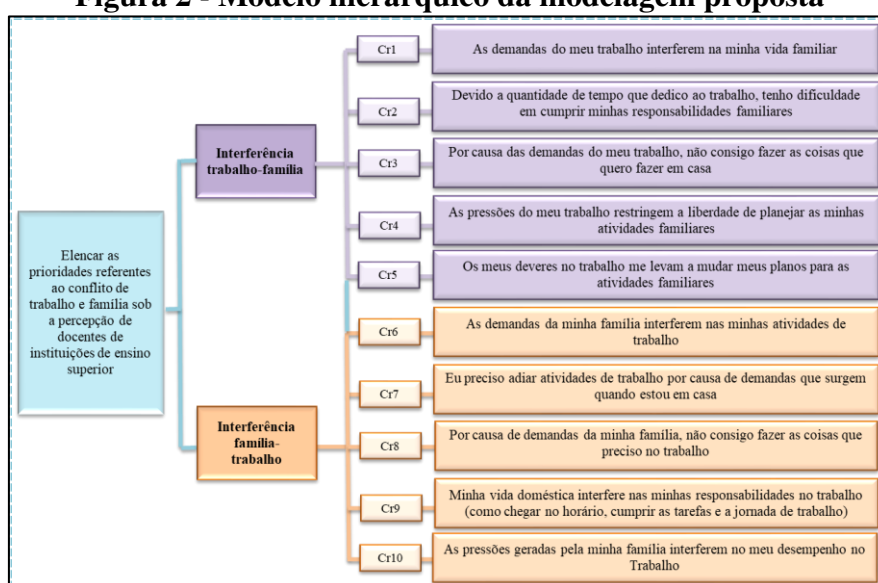 Figura 2 - Modelo hierárquico da modelagem proposta
Elencar as
prioridades referentes
ao conflito de
trabalho e família sob
a percepção de
docentes de
instituições de ensino
superior
Interferência
trabalho-família
Cr1
As demandas do meu trabalho interferem na minha vida familiar
Cr2
Devido a quantidade de tempo que dedico ao trabalho, tenho dificuldade
em cumprir minhas responsabilidades familiares
Cr3
Por causa das demandas do meu trabalho, não consigo fazer as coisas que
quero fazer em casa
Cr4
As pressões do meu trabalho restringem a liberdade de planejar as minhas
atividades familiares
Cr5
Os meus deveres no trabalho me levam a mudar meus planos para as
atividades familiares
Interferência
família-
trabalho
Cr6
As demandas da minha família interferem nas minhas atividades de
trabalho
Cr7
Eu preciso adiar atividades de trabalho por causa de demandas que surgem
quando estou em casa
Cr8
Por causa de demandas da minha família, não consigo fazer as coisas que
preciso no trabalho
Cr9
Minha vida doméstica interfere nas minhas responsabilidades no trabalho
(como chegar no horário, cumprir as tarefas e a jornada de trabalho)
Cr10
As pressões geradas pela minha família interferem no meu desempenho no
Trabalho